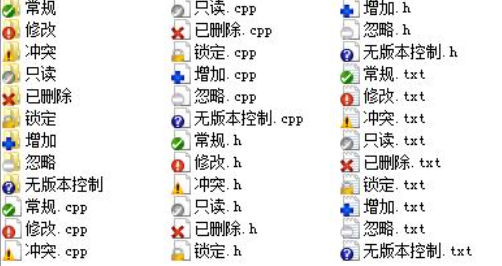 常规
修改
冲突
只读
已删除
锁定
增加
忽略
无版本控制
常规.cpp
修改.cpp
冲突.cpp
只读.cpp
已删除.cpp
锁定.cpp
增加.cpp
忽略.cpp
无版本控制.cpp
常规.h
修改.h
冲突.h
只读.h
已删除.h
锁定.h
增加.h
忽略.h
无版本控制.h
常规.txt
修改.txt
冲突.txt
只读.txt
已删除.txt
锁定.txt
增加.txt
忽略.txt
无版本控制.txt